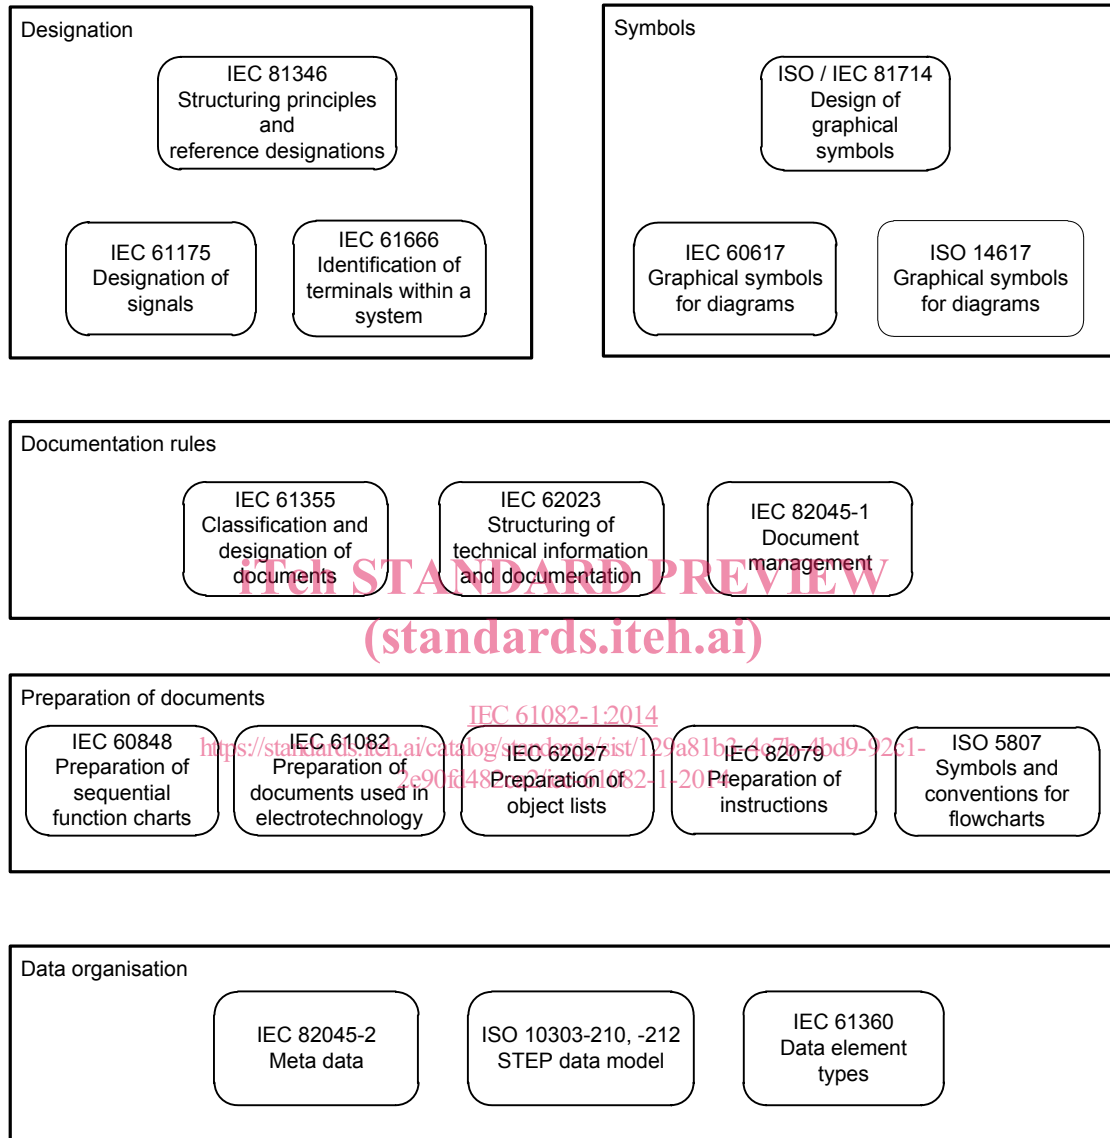 Designation
IEC 81346
Structuring principles
and
reference designations
IEC 61175
Designation of
signals
IEC 61666
Identification of
terminals within a
system
Symbols
ISO / IEC 81714
Design of
graphical
symbols
IEC 60617
Graphical symbols
for diagrams
ISO 14617
Graphical symbols
for diagrams
Documentation rules
IEC 61355
Classification and
designation of
documents
IEC 62023
Structuring of
technical information
and documentation
IEC 82045-1
Document
management
iTeh STANDARD PREVIEW
(standards.iteh.ai)
Preparation of documents
IEC 61082-1:2014
IEC 60848
Preparation of
sequential
function charts
IEC 61082
Preparation of
documents used in
electrotechnology
IEC 62027
Preparation of
object lists
IEC 82079
Preparation of
instructions
ISO 5807
Symbols and
conventions for
flowcharts
Data organisation
IEC 82045-2
Meta data
ISO 10303-210, -212
STEP data model
IEC 61360
Data element
types